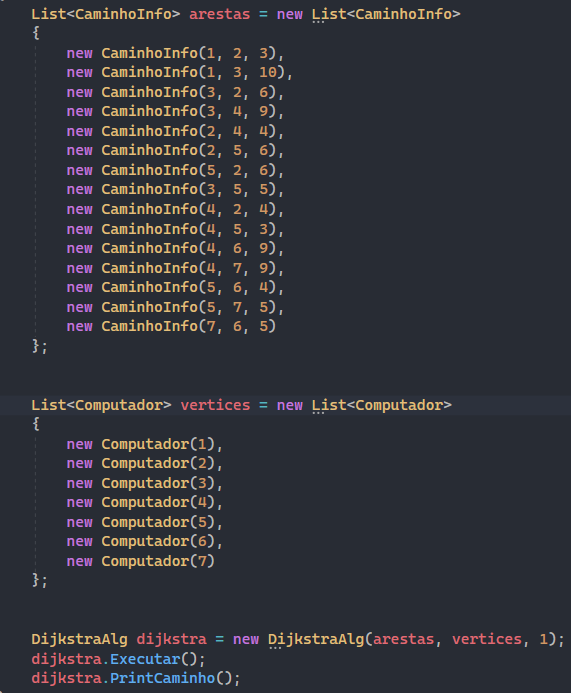 List<CaminhoInfo> arestas = new List<CaminhoInfo>
{
new CaminhoInfo(1, 2, 3),
new CaminhoInfo(1, 3, 10),
new CaminhoInfo(3, 2, 6),
new CaminhoInfo(3, 4, 9),
new CaminhoInfo(2, 4, 4),
new CaminhoInfo(2, 5, 6),
new CaminhoInfo(5, 2, 6),
new CaminhoInfo(3, 5, 5),
new CaminhoInfo(4, 2, 4),
new CaminhoInfo(4, 5, 3),
new CaminhoInfo(4, 6, 9),
new CaminhoInfo(4, 7, 9),
new CaminhoInfo(5, 6, 4),
new CaminhoInfo(5, 7, 5),
new CaminhoInfo(7, 6, 5)
};
List<Computador> vertices = new List<Computador>
{
new Computador(1),
new Computador(2),
new Computador(3),
new Computador(4),
new Computador(5),
new Computador(6),
new Computador(7)
};
DijkstraAlg dijkstra = new DijkstraAlg(arestas, vertices, 1);
dijkstra.Executar();
dijkstra.PrintCaminho();